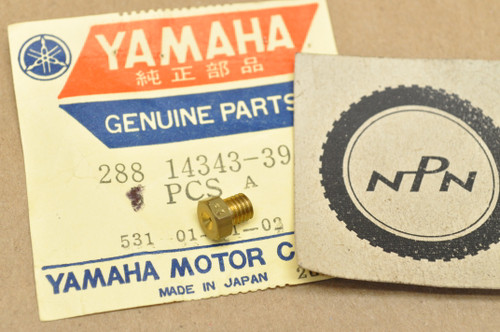 YAMAHA
純正部品
GENUINE PARTS
288 14343-39
PCS A
531 01-02
YAMAHA MOTOR C
MADE IN JAPAN
NPN